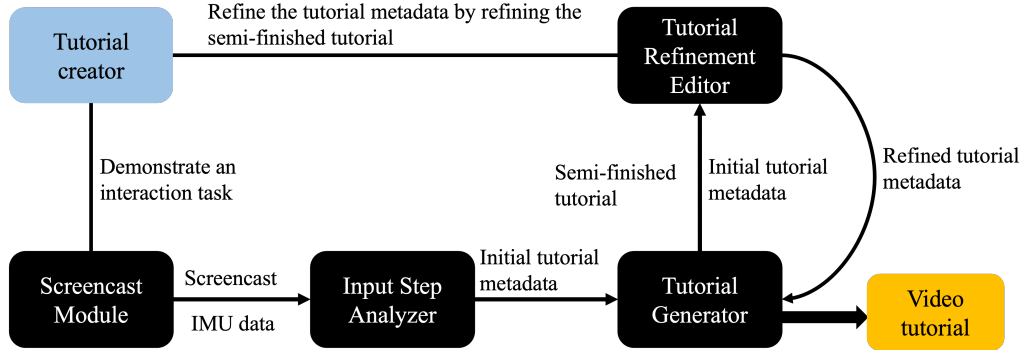 Refine the tutorial metadata by refining the
semi-finished tutorial
Tutorial
creator
Tutorial
Refinement
Editor
Demonstrate an
interaction task
Semi-finished
tutorial
Initial tutorial
metadata
Refined tutorial
metadata
Screencast
Module
Screencast
IMU data
Input Step
Analyzer
Initial tutorial
metadata
Tutorial
Generator
Video
tutorial